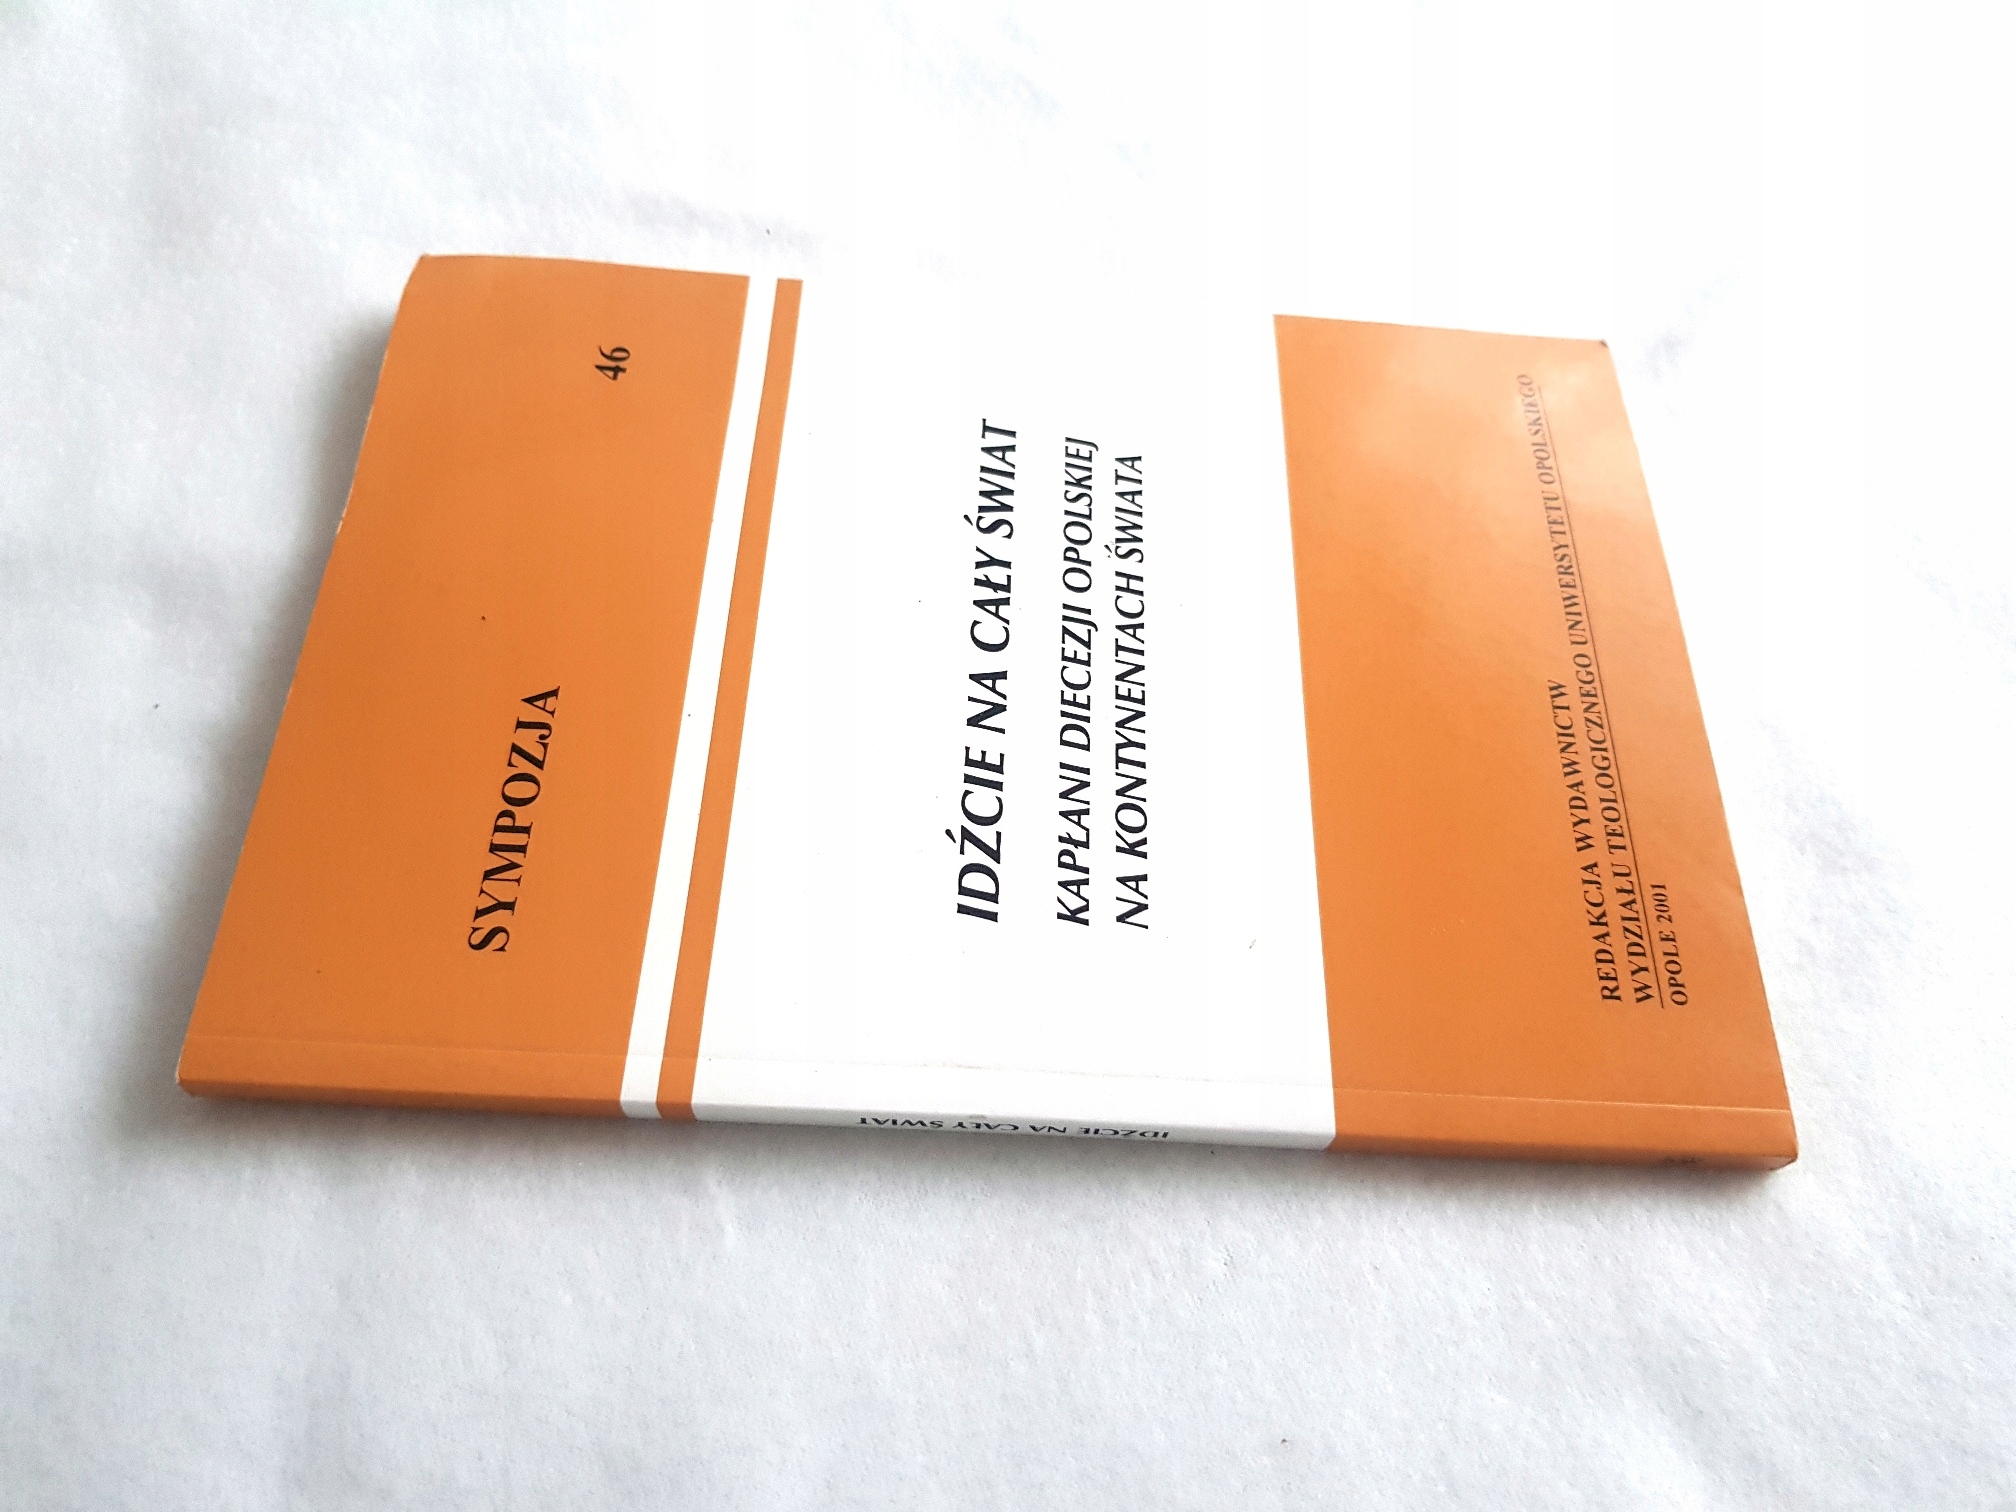 SYMPOZJA
46
IDŹCIE NA CAŁY ŚWIAT
KAPŁANI DIECEZJI OPOLSKIEJ
NA KONTYNENTACH ŚWIATA
REDAKCJA WYDAWNICTW
WYDZIAŁU TEOLOGICZNEGO UNIWERSYTETU OPOLSKIEGO
OPOLE 2001
IDŹCIE NA CAŁY ŚWIAT